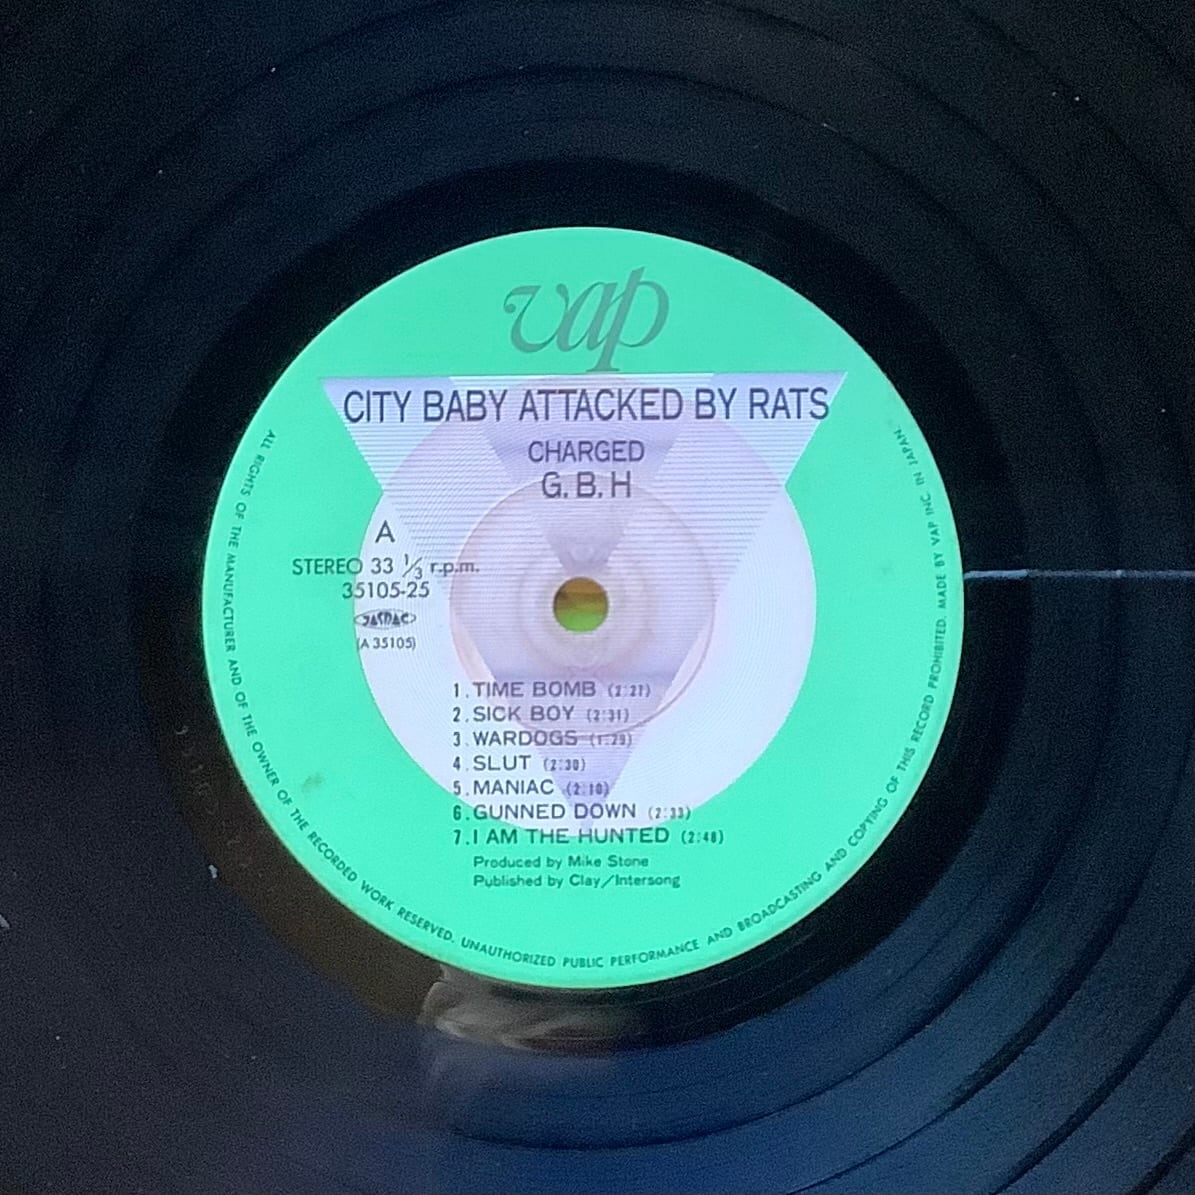 vap
CITY BABY ATTACKED BY RATS
CHARGED
G.B.H
A
STEREO 33 1/3 r.p.m.
35105-25
JASRAC
(A 35105)
1. TIME BOMB (2:27)
2. SICK BOY (2:31)
3. WARDOGS (1:29)
4. SLUT (2:30)
5. MANIAC (2:10)
6. GUNNED DOWN (2:33)
7. I AM THE HUNTED (2:48)
Produced by Mike Stone
Published by Clay/Intersong
ALL RIGHTS OF THE MANUFACTURER AND OF THE OWNER OF THE RECORDED WORK RESERVED. UNAUTHORIZED PUBLIC PERFORMANCE AND BROADCASTING AND COPYING OF THIS RECORD PROHIBITED. MADE BY VAP INC. IN JAPAN.